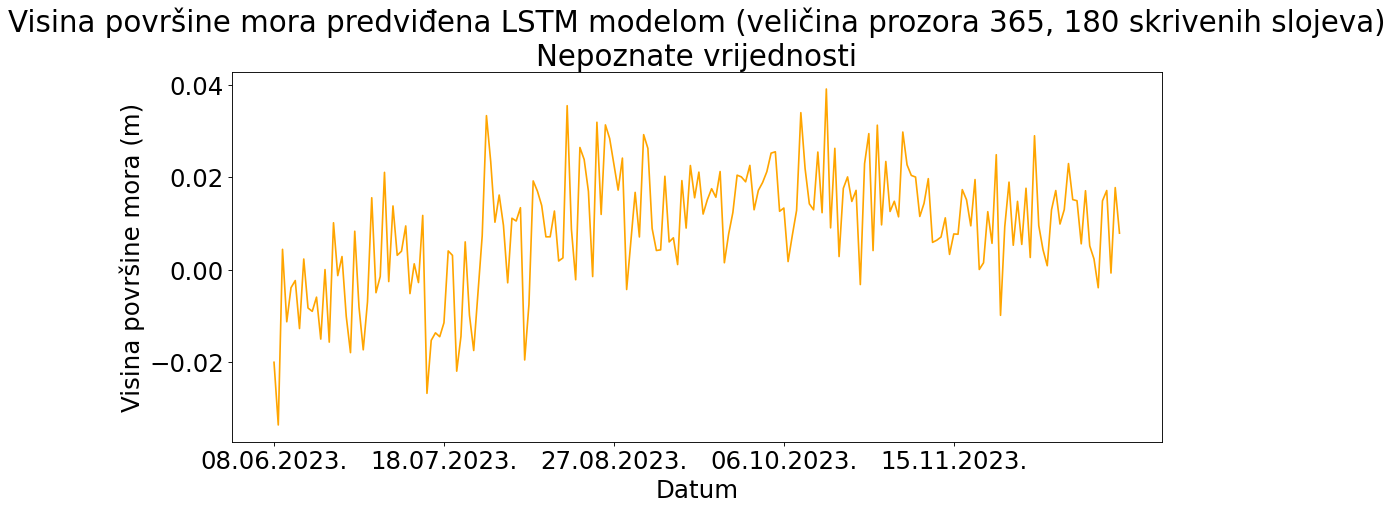 Visina površine mora predviđena LSTM modelom (veličina prozora 365, 180 skrivenih slojeva)
Nepoznate vrijednosti
Visina površine mora (m)
0.04
0.02
0.00
−0.02
08.06.2023. 18.07.2023. 27.08.2023. 06.10.2023. 15.11.2023.
Datum